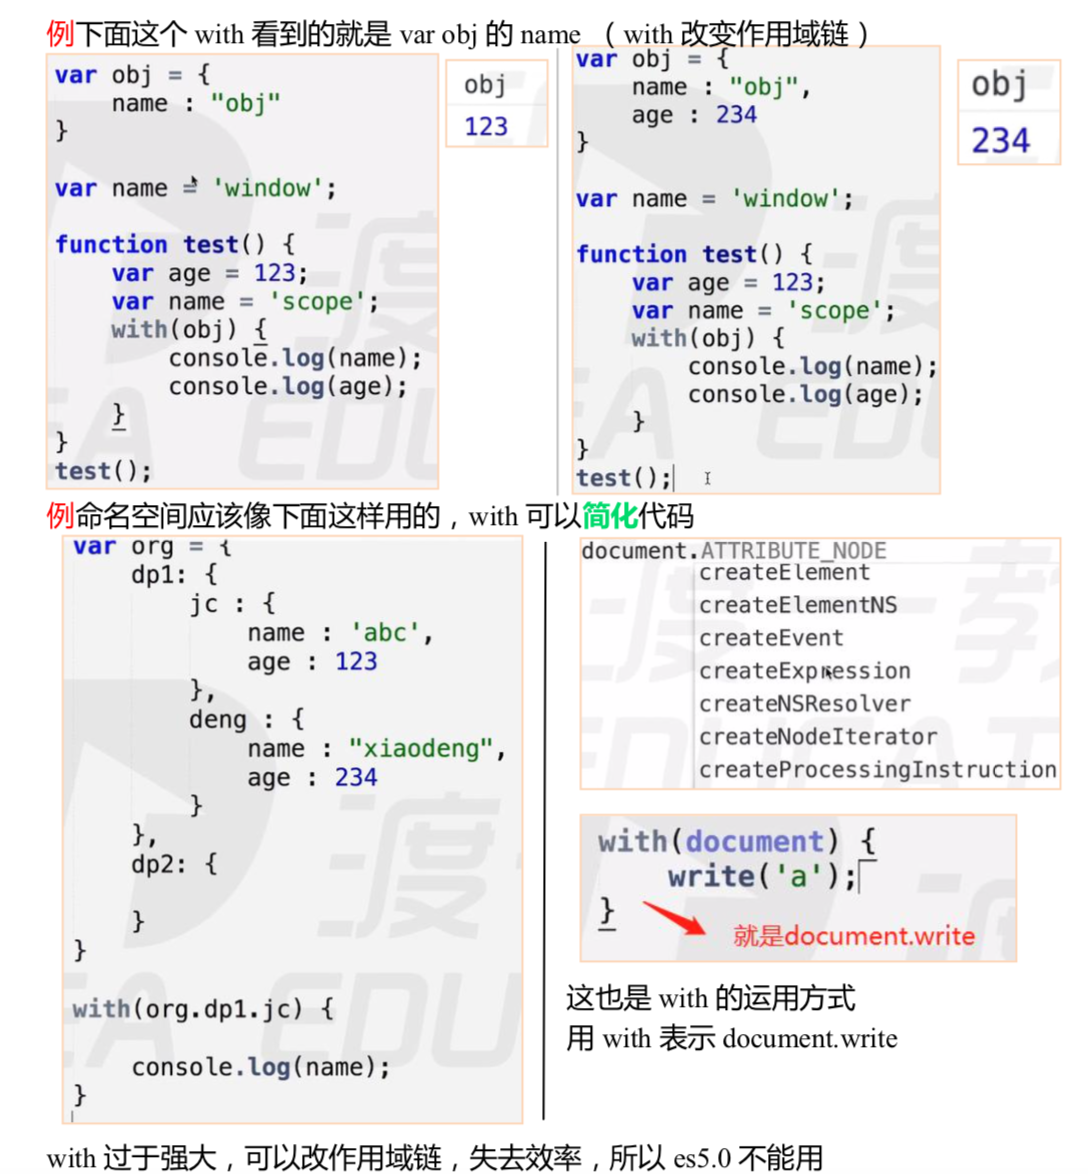 例下面这个 with 看到的就是 var obj 的 name （with 改变作用域链）
var obj = {
name : "obj"
}
var name = 'window';
function test() {
var age = 123;
var name = 'scope';
with(obj) {
console.log(name);
console.log(age);
}
}
test();
obj
123
var obj = {
name : "obj",
age : 234
}
var name = 'window';
function test() {
var age = 123;
var name = 'scope';
with(obj) {
console.log(name);
console.log(age);
}
}
test();
obj
234
例命名空间应该像下面这样用的，with 可以简化代码
var org = {
dp1: {
jc : {
name : 'abc',
age : 123
},
deng : {
name : "xiaodeng",
age : 234
}
},
dp2: {
}
}
with(org.dp1.jc) {
console.log(name);
}
document.ATTRIBUTE_NODE
createElement
createElementNS
createEvent
createExpression
createNSResolver
createNodeIterator
createProcessingInstruction
with(document) {
write('a');
}
就是document.write
这也是 with 的运用方式
用 with 表示 document.write
with 过于强大，可以改作用域链，失去效率，所以 es5.0 不能用